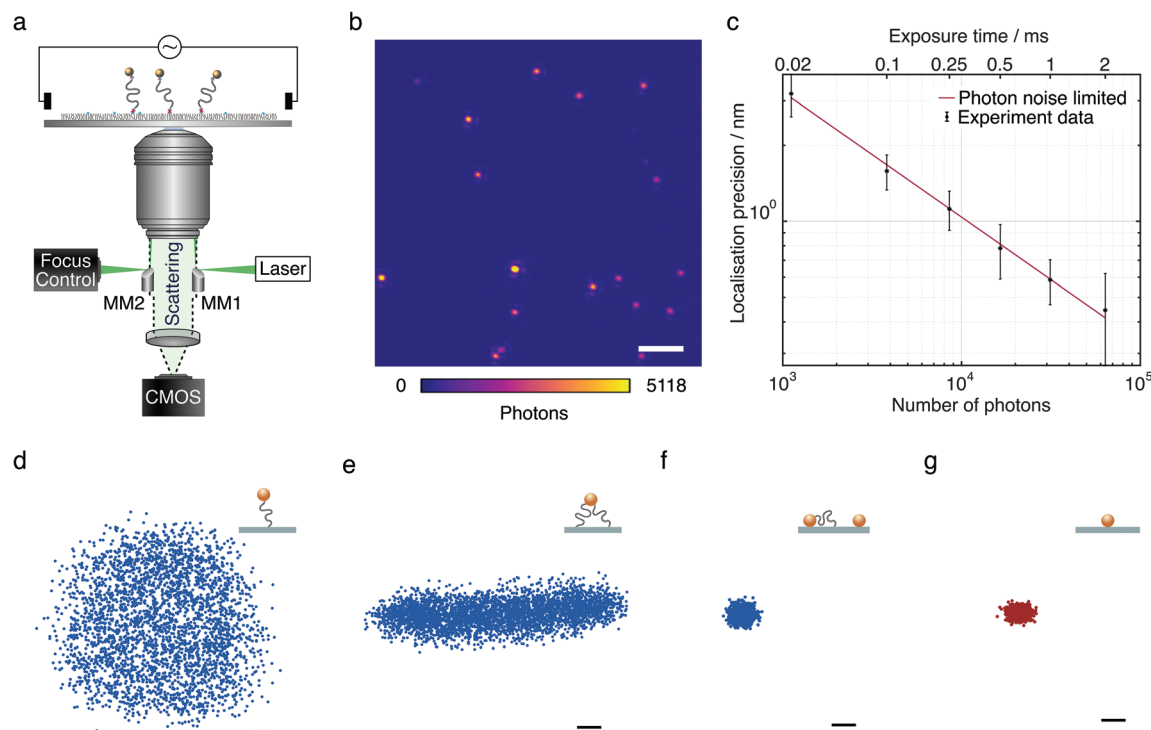 a
Focus
Control
Scattering
Laser
MM2
MM1
CMOS
b
0
5118
Photons
c
Exposure time / ms
0.02
0.1
0.25
0.5
1
2
Photon noise limited
Experiment data
Localisation precision / nm
10⁰
10³
10⁴
10⁵
Number of photons
d
e
f
g